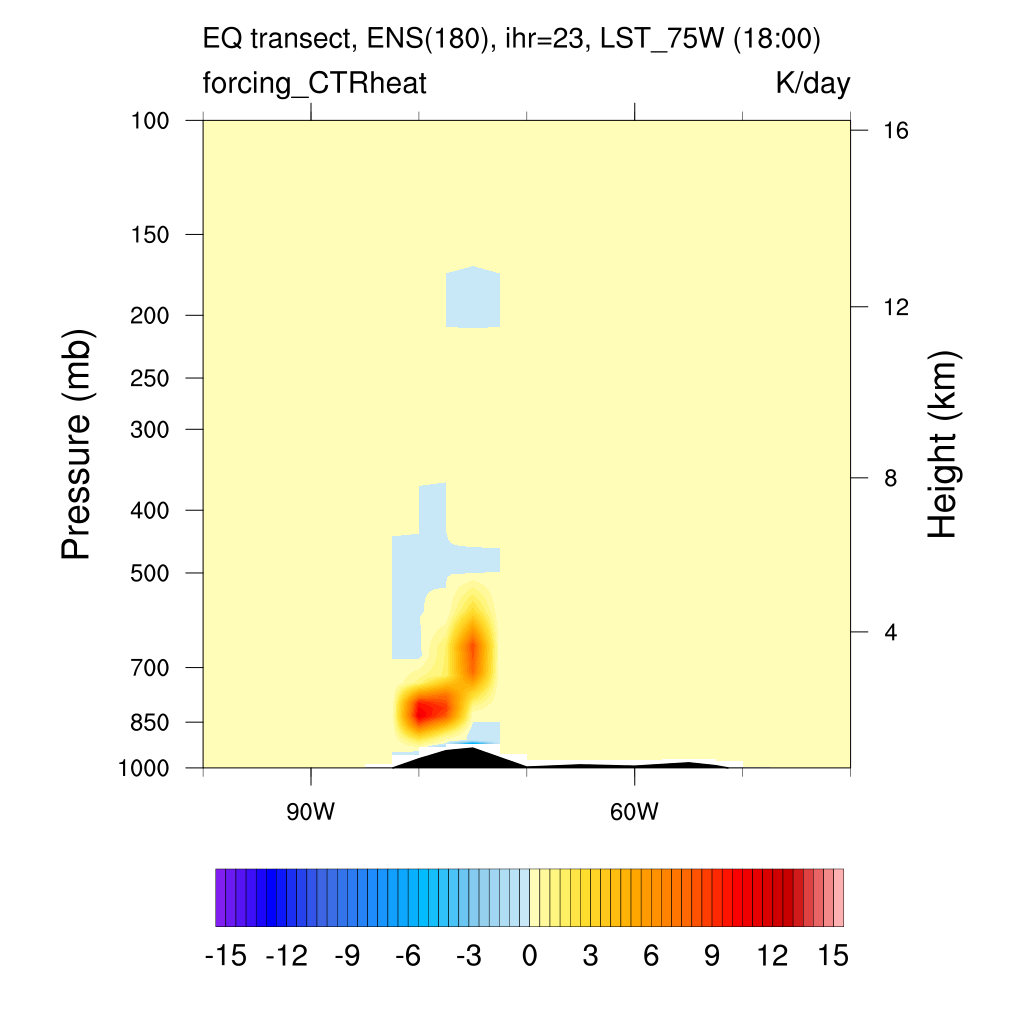 EQ transect, ENS(180), ihr=23, LST_75W (18:00)
forcing_CTRheat K/day
100
150
200
250
300
400
500
700
850
1000
Pressure (mb)
16
12
8
4
Height (km)
90W 60W
-15 -12 -9 -6 -3 0 3 6 9 12 15